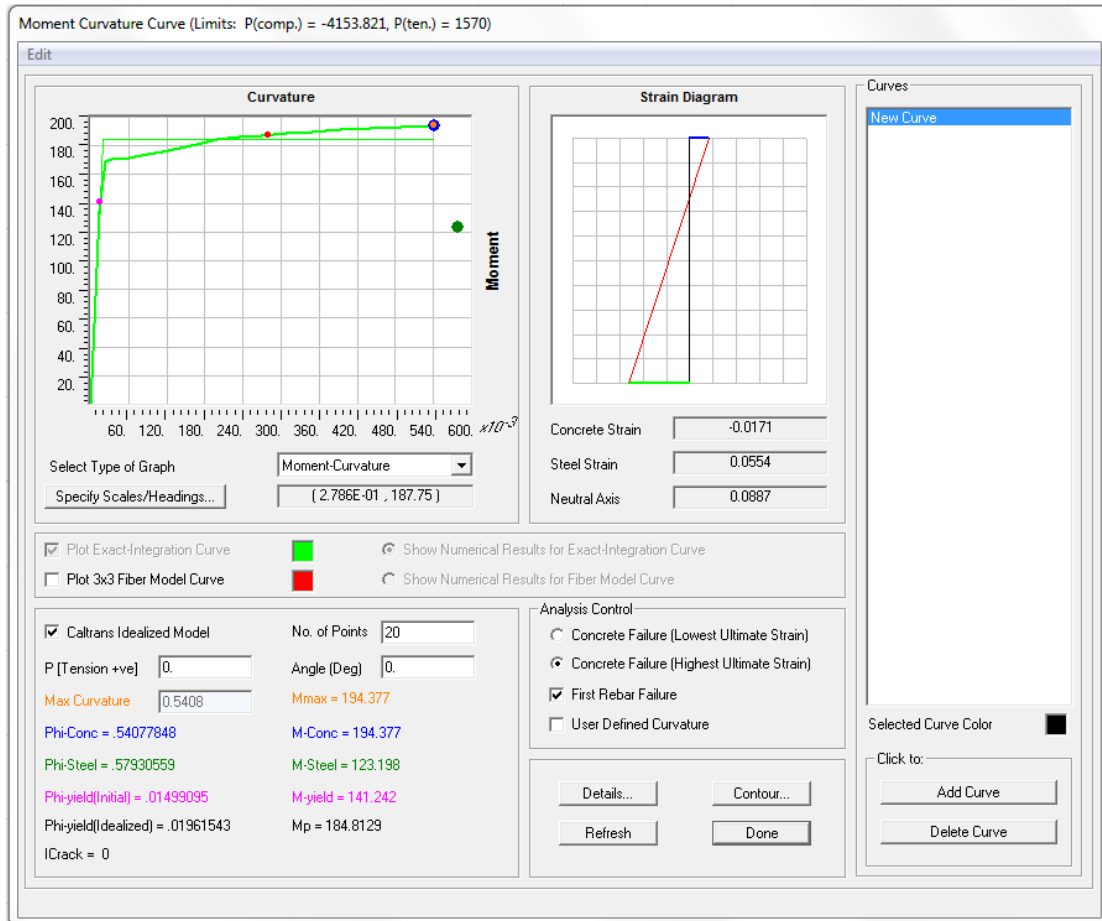 Moment Curvature Curve (Limits: P(comp.) = -4153.821, P(ten.) = 1570)
Edit
Curvature
200.
180.
160.
140.
120.
100.
80.
60.
40.
20.
60. 120. 180. 240. 300. 360. 420. 480. 540. 600. x10-3
Moment
Select Type of Graph
Moment-Curvature
Specify Scales/Headings...
( 2.786E-01 , 187.75 )
Strain Diagram
Concrete Strain
-0.0171
Steel Strain
0.0554
Neutral Axis
0.0887
Plot Exact-Integration Curve
Show Numerical Results for Exact-Integration Curve
Plot 3x3 Fiber Model Curve
Show Numerical Results for Fiber Model Curve
Caltrans Idealized Model
No. of Points
20
P [Tension +ve]
0.
Angle (Deg)
0.
Max Curvature
0.5408
Mmax = 194.377
Phi-Conc = .54077848
M-Conc = 194.377
Phi-Steel = .57930559
M-Steel = 123.198
Phi-yield(Initial) = .01499095
M-yield = 141.242
Phi-yield(Idealized) = .01961543
Mp = 184.8129
ICrack = 0
Analysis Control
Concrete Failure (Lowest Ultimate Strain)
Concrete Failure (Highest Ultimate Strain)
First Rebar Failure
User Defined Curvature
Details...
Contour...
Refresh
Done
Curves
New Curve
Selected Curve Color
Click to:
Add Curve
Delete Curve